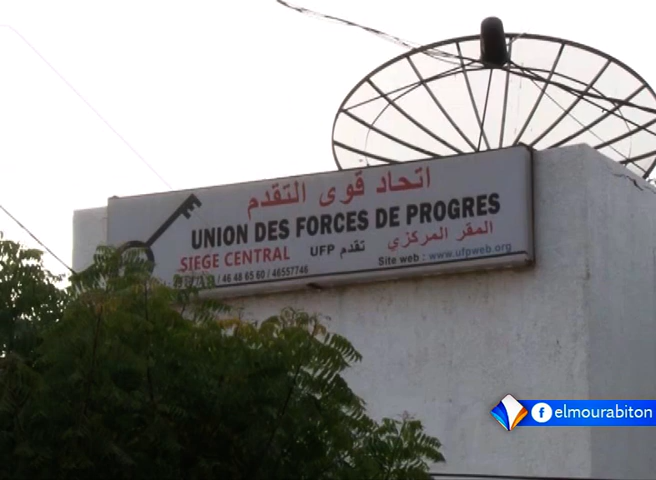 اتحاد قوى التقدم
UNION DES FORCES DE PROGRES
SIEGE CENTRAL UFP تقدم المقر المركزي
/ 46 48 65 60 / 46557746 Site web : www.ufpweb.org
elmourabiton